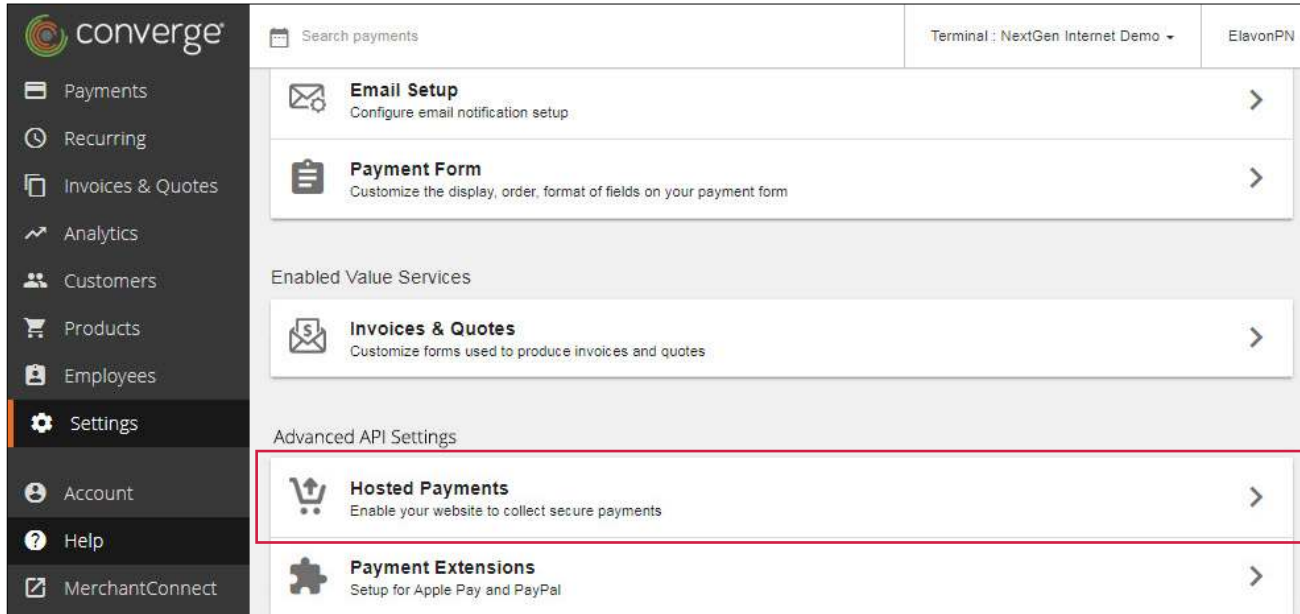 converge
Search payments
Terminal : NextGen Internet Demo
ElavonPN
Payments
Recurring
Invoices & Quotes
Analytics
Customers
Products
Employees
Settings
Account
Help
MerchantConnect
Email Setup
Configure email notification setup
Payment Form
Customize the display, order, format of fields on your payment form
Enabled Value Services
Invoices & Quotes
Customize forms used to produce invoices and quotes
Advanced API Settings
Hosted Payments
Enable your website to collect secure payments
Payment Extensions
Setup for Apple Pay and PayPal